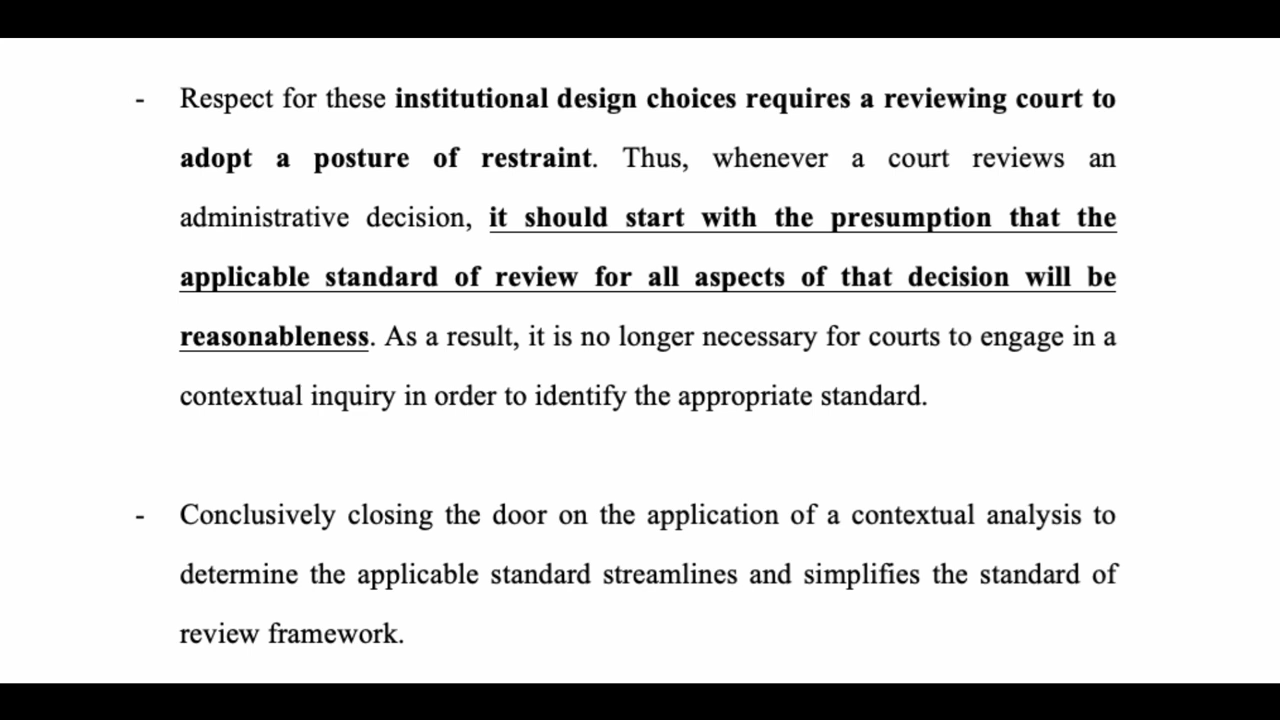 - Respect for these institutional design choices requires a reviewing court to
adopt a posture of restraint. Thus, whenever a court reviews an
administrative decision, it should start with the presumption that the
applicable standard of review for all aspects of that decision will be
reasonableness. As a result, it is no longer necessary for courts to engage in a
contextual inquiry in order to identify the appropriate standard.
- Conclusively closing the door on the application of a contextual analysis to
determine the applicable standard streamlines and simplifies the standard of
review framework.